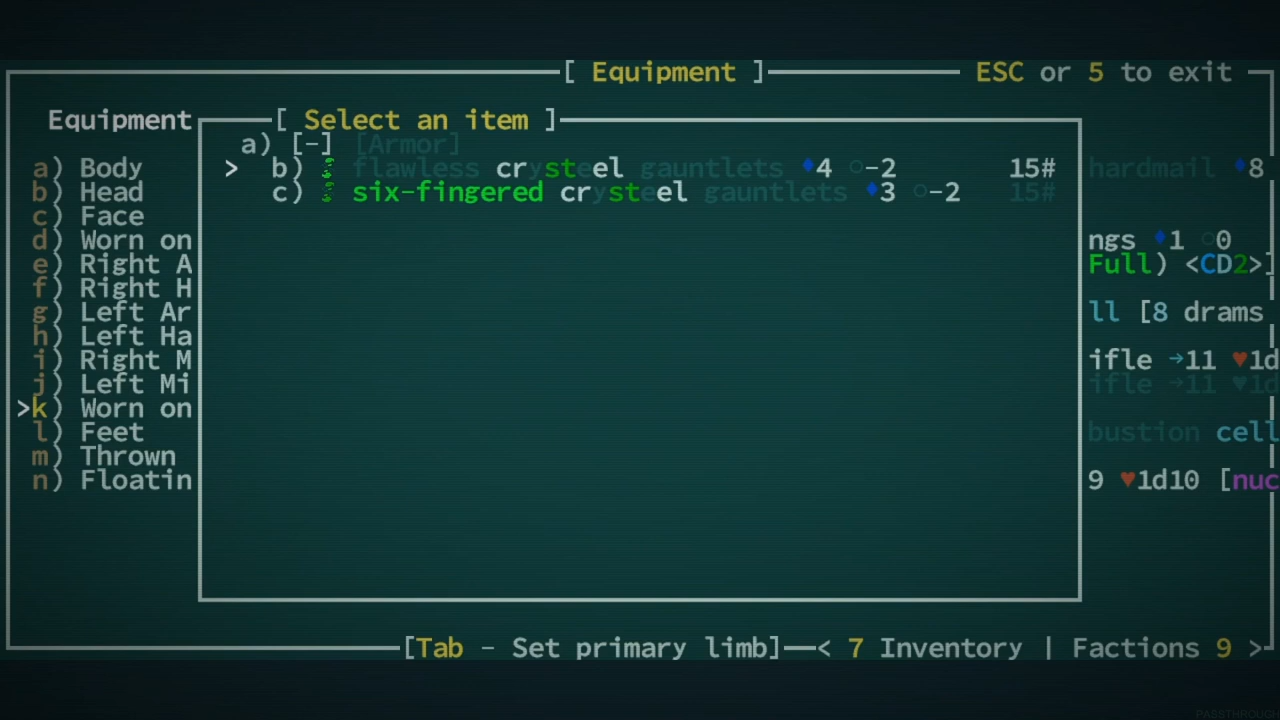 [ Equipment ] ESC or 5 to exit
Equipment [ Select an item ]
a) [-] [Armor]
a) Body > b) flawless crysteel gauntlets ♦4 ○-2 15# hardmail ♦8
b) Head c) six-fingered crysteel gauntlets ♦3 ○-2 15#
c) Face
d) Worn on ngs ♦1 ○0
e) Right A Full) <CD2>]
f) Right H
g) Left Ar ll [8 drams
h) Left Ha
i) Right M ifle →11 ♥1d
j) Left Mi ifle →11 ♥1d
>k) Worn on
l) Feet bustion cell
m) Thrown
n) Floatin 9 ♥1d10 [nuc
[Tab - Set primary limb] < 7 Inventory | Factions 9 >